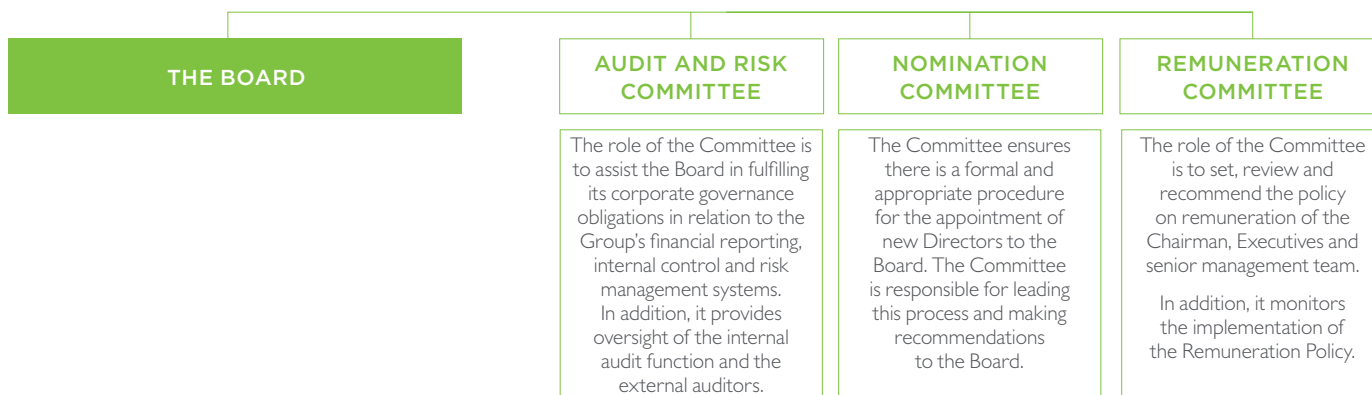 THE BOARD
AUDIT AND RISK
COMMITTEE
The role of the Committee is
to assist the Board in fulfilling
its corporate governance
obligations in relation to the
Group's financial reporting,
internal control and risk
management systems.
In addition, it provides
oversight of the internal
audit function and the
external auditors.
NOMINATION
COMMITTEE
The Committee ensures
there is a formal and
appropriate procedure
for the appointment of
new Directors to the
Board. The Committee
is responsible for leading
this process and making
recommendations
to the Board.
REMUNERATION
COMMITTEE
The role of the Committee
is to set, review and
recommend the policy
on remuneration of the
Chairman, Executives and
senior management team.
In addition, it monitors
the implementation of
the Remuneration Policy.